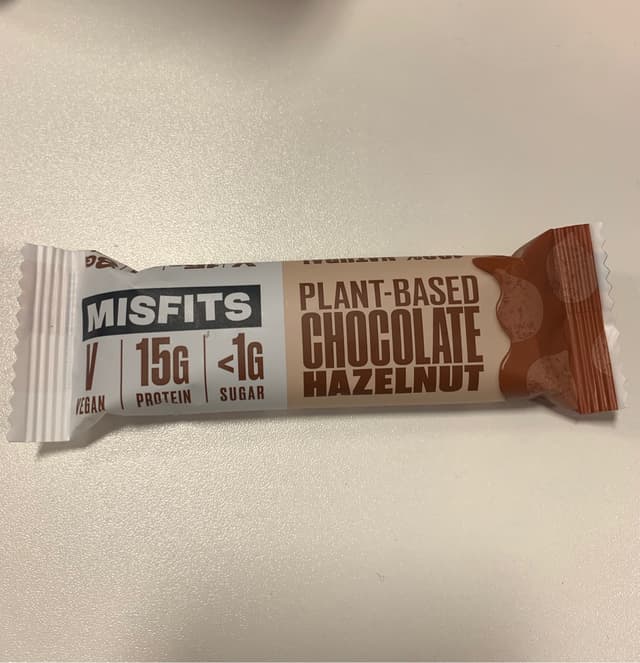 MISFITS
V
VEGAN
15G
PROTEIN
<1G
SUGAR
PLANT-BASED
CHOCOLATE
HAZELNUT